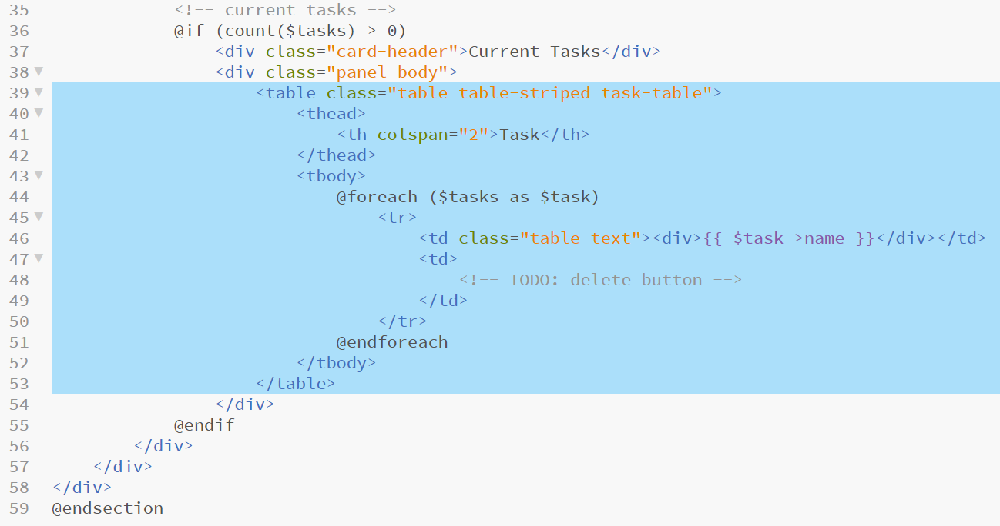 35 <!-- current tasks -->
36 @if (count($tasks) > 0)
37 <div class="card-header">Current Tasks</div>
38 <div class="panel-body">
39 <table class="table table-striped task-table">
40 <thead>
41 <th colspan="2">Task</th>
42 </thead>
43 <tbody>
44 @foreach ($tasks as $task)
45 <tr>
46 <td class="table-text"><div>{{ $task->name }}</div></td>
47 <td>
48 <!-- TODO: delete button -->
49 </td>
50 </tr>
51 @endforeach
52 </tbody>
53 </table>
54 </div>
55 @endif
56 </div>
57 </div>
58 </div>
59 @endsection